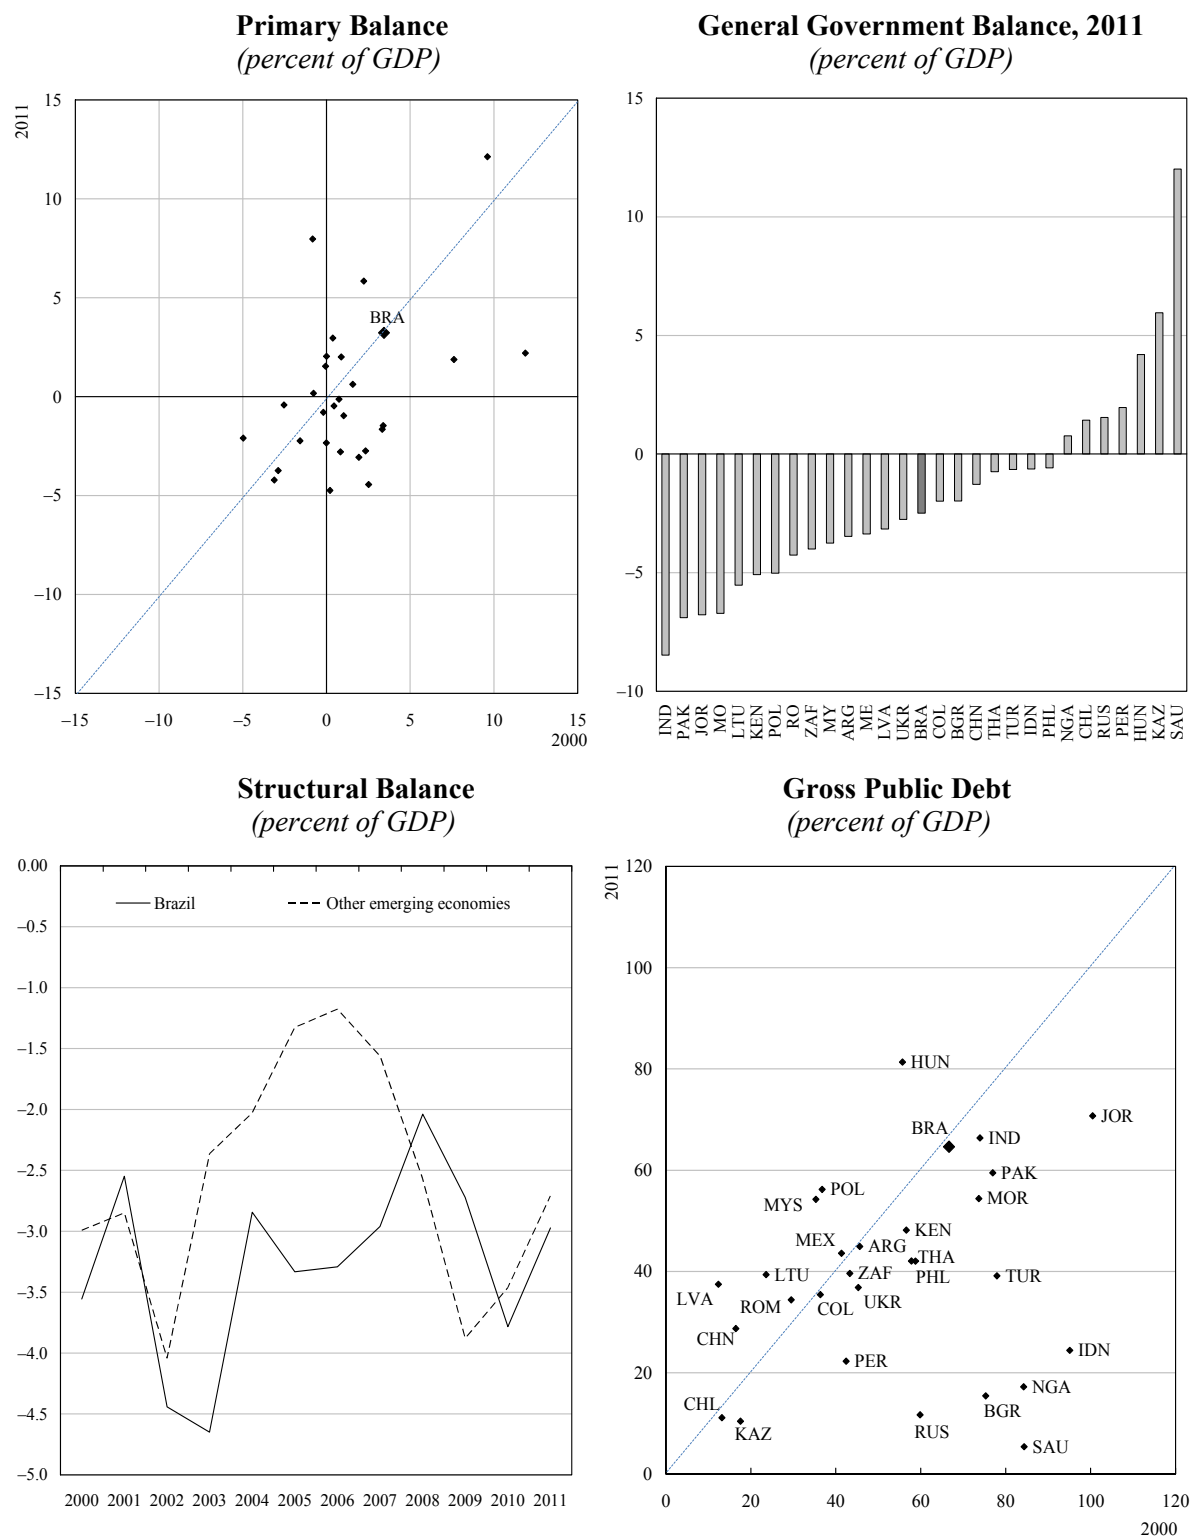 Primary Balance
(percent of GDP)
2011
15
10
5
0
–5
–10
–15
BRA
–15 –10 –5 0 5 10 15
2000
General Government Balance, 2011
(percent of GDP)
15
10
5
0
–5
–10
IND PAK JOR MO LTU KEN POL RO ZAF MY ARG ME LVA UKR BRA COL BGR CHN THA TUR IDN PHL NGA CHL RUS PER HUN KAZ SAU
Structural Balance
(percent of GDP)
0.00
–0.5
–1.0
–1.5
–2.0
–2.5
–3.0
–3.5
–4.0
–4.5
–5.0
Brazil Other emerging economies
2000 2001 2002 2003 2004 2005 2006 2007 2008 2009 2010 2011
Gross Public Debt
(percent of GDP)
2011
120
100
80
60
40
20
0
HUN
JOR
BRA
IND
PAK
POL
MYS
MOR
KEN
MEX
ARG
THA
LTU
ZAF
PHL
TUR
LVA
ROM
COL
UKR
CHN
PER
IDN
NGA
CHL
BGR
KAZ
RUS
SAU
0 20 40 60 80 100 120
2000